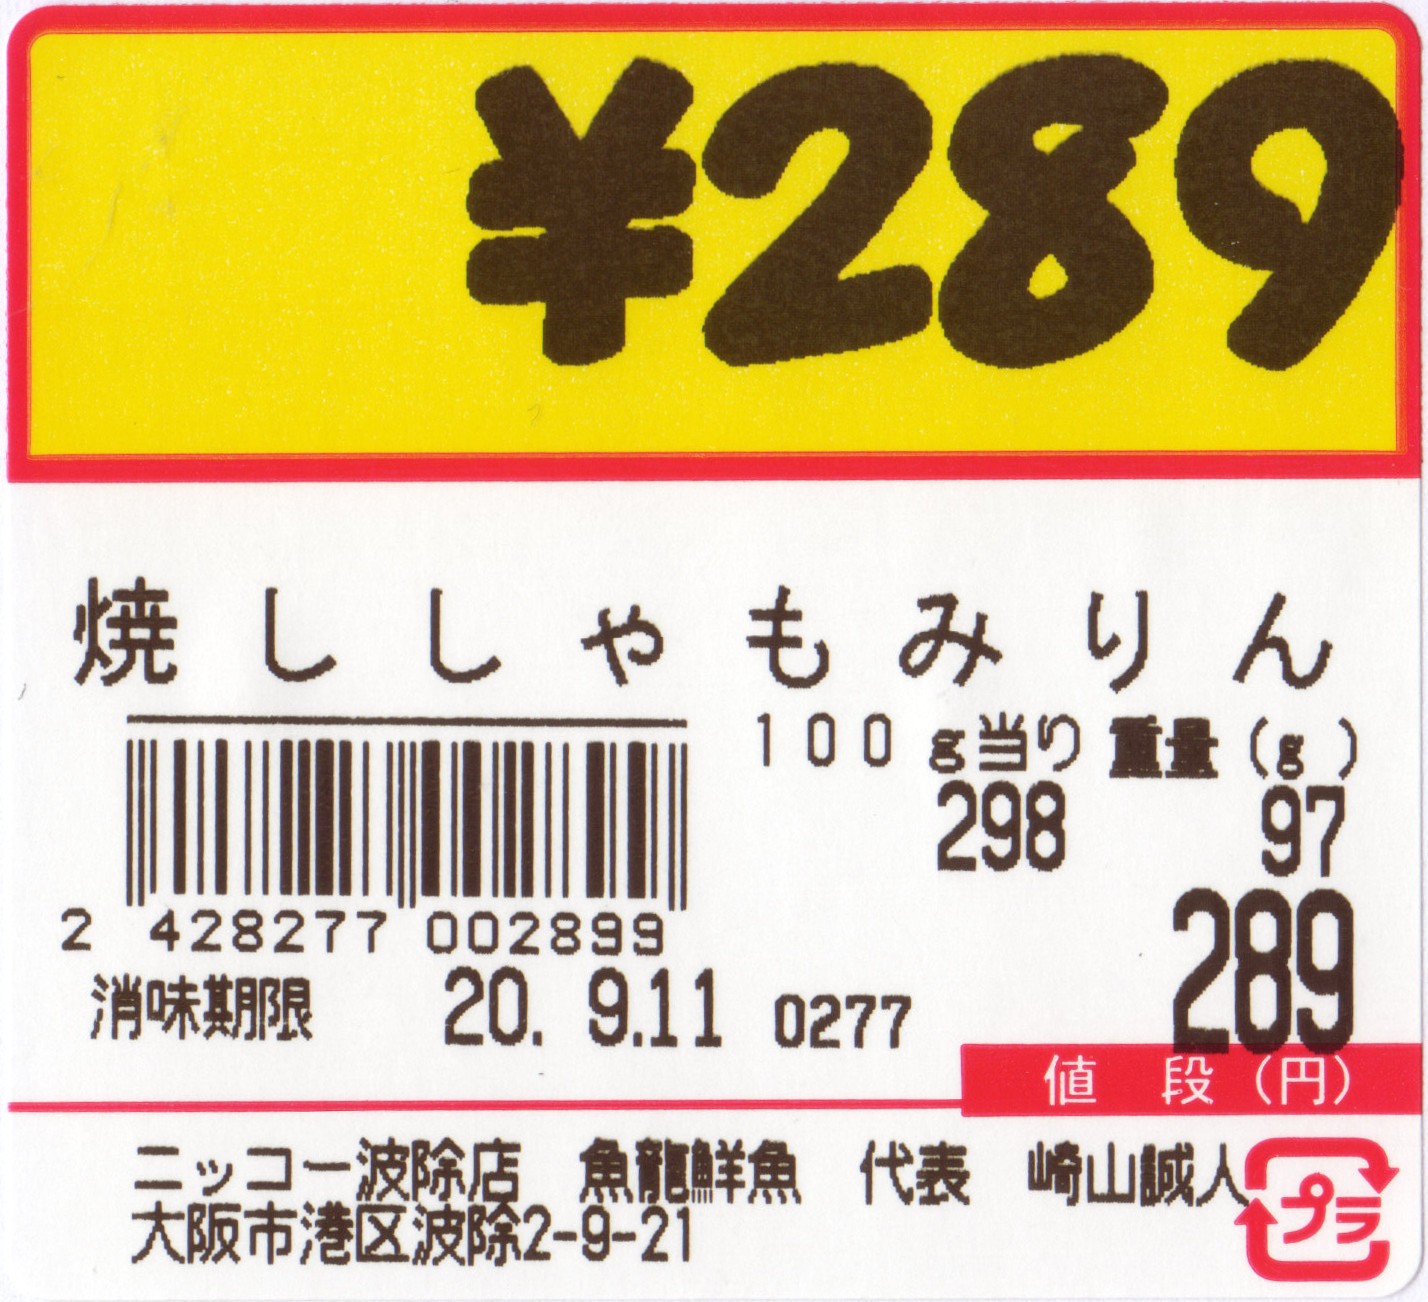 ¥289
焼ししゃもみりん
100g当り 重量(g)
298 97
2 428277 002899
289
消味期限 20. 9.11 0277
値段(円)
ニッコー波除店 魚龍鮮魚 代表 崎山誠人
大阪市港区波除2-9-21
プラ